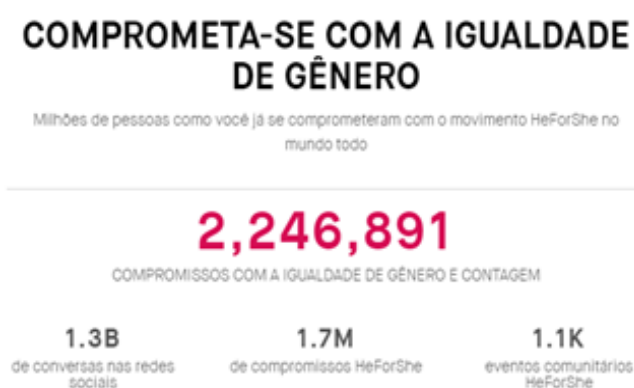 COMPROMETA-SE COM A IGUALDADE
DE GÊNERO
Milhões de pessoas como você já se comprometeram com o movimento HeForShe no
mundo todo
2,246,891
COMPROMISSOS COM A IGUALDADE DE GÊNERO E CONTAGEM
1.3B
de conversas nas redes
sociais
1.7M
de compromissos HeForShe
1.1K
eventos comunitários
HeForShe